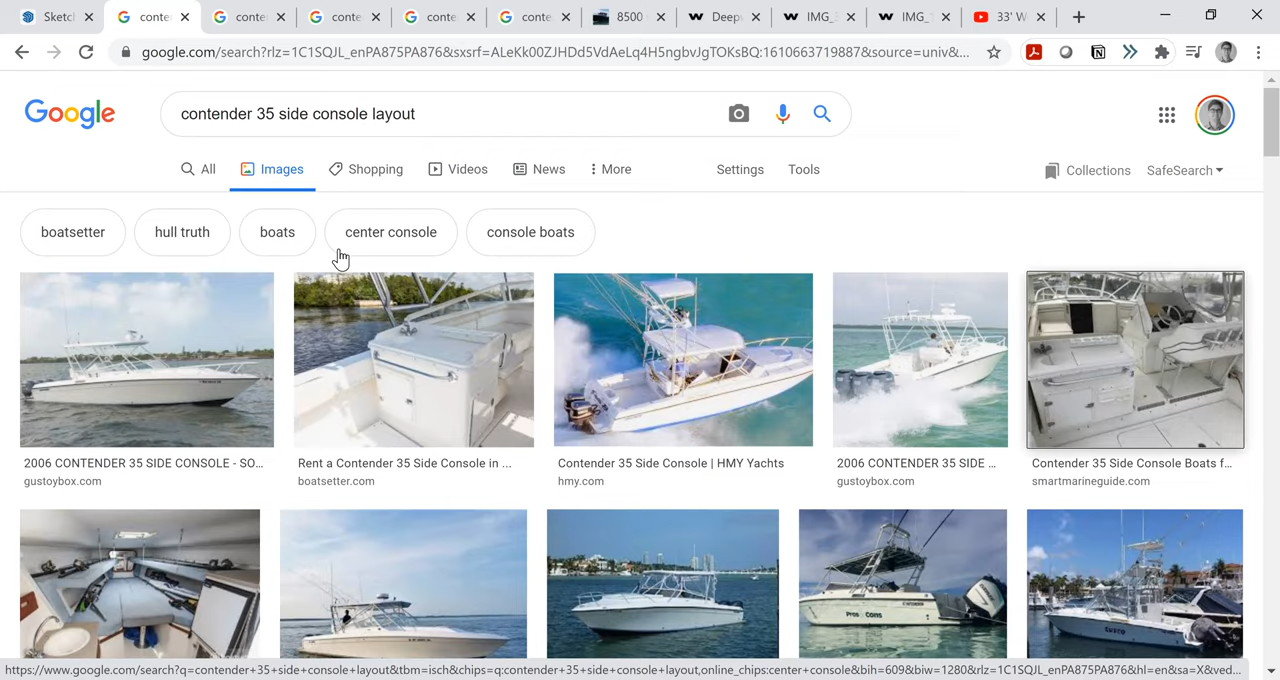 Sketch
conte
conter
conte
conte
conte
8500
Deep
IMG_
IMG_
33' W
google.com/search?rlz=1C1SQJL_enPA875PA876&sxsrf=ALeKk00ZJHDd5VdAeLq4H5ngbvJgTOKsBQ:1610663719887&source=univ&...
Google
contender 35 side console layout
All
Images
Shopping
Videos
News
More
Settings
Tools
Collections
SafeSearch
boatsetter
hull truth
boats
center console
console boats
2006 CONTENDER 35 SIDE CONSOLE - SO...
gustoybox.com
Rent a Contender 35 Side Console in ...
boatsetter.com
Contender 35 Side Console | HMY Yachts
hmy.com
2006 CONTENDER 35 SIDE ...
gustoybox.com
Contender 35 Side Console Boats f...
smartmarineguide.com
Pros Cons
https://www.google.com/search?q=contender+35+side+console+layout&tbm=isch&chips=q:contender+35+side+console+layout,online_chips:center+console&bih=609&biw=1280&rlz=1C1SQJL_enPA875PA876&hl=en&sa=X&ved...